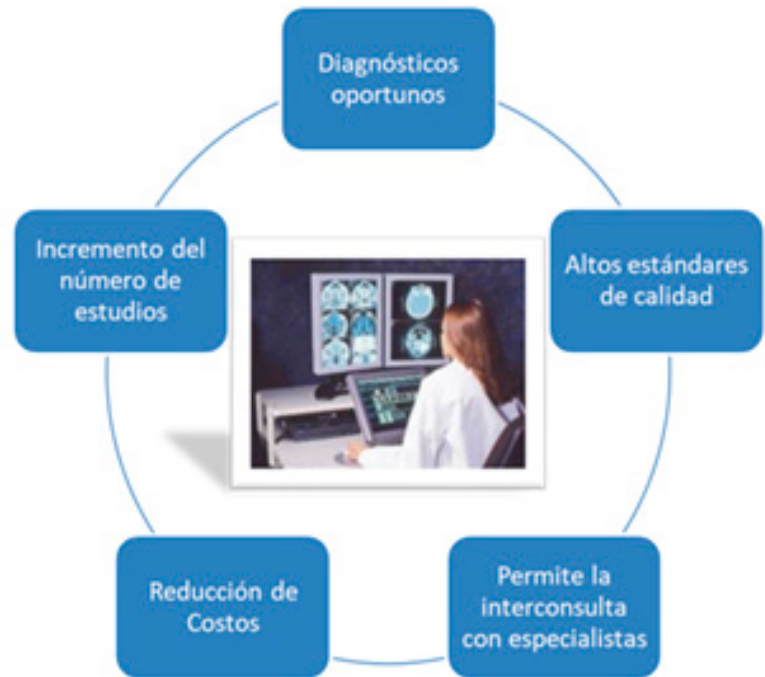 Diagnósticos
oportunos
Altos estándares
de calidad
Permite la
interconsulta
con especialistas
Reducción de
Costos
Incremento del
número de
estudios